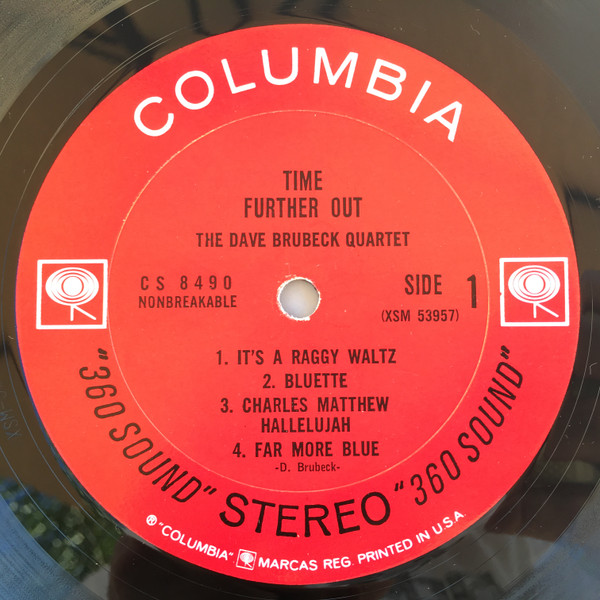 COLUMBIA
TIME
FURTHER OUT
THE DAVE BRUBECK QUARTET
CS 8490
NONBREAKABLE
SIDE 1
(XSM 53957)
1. IT'S A RAGGY WALTZ
2. BLUETTE
3. CHARLES MATTHEW
HALLELUJAH
4. FAR MORE BLUE
-D. Brubeck-
"360 SOUND" STEREO "360 SOUND"
® "COLUMBIA" MARCAS REG. PRINTED IN U.S.A.